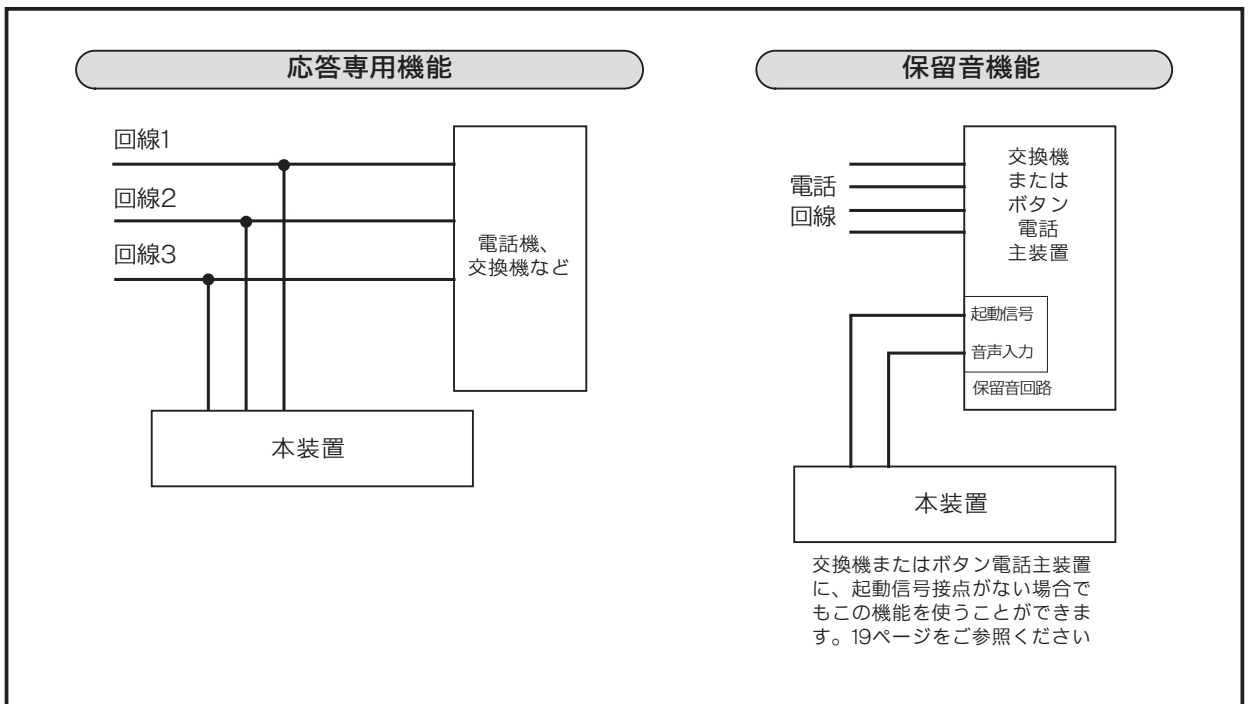 応答専用機能
回線1
回線2
回線3
電話機、
交換機など
本装置
保留音機能
電話
回線
交換機
または
ボタン
電話
主装置
起動信号
音声入力
保留音回路
本装置
交換機またはボタン電話主装置
に、起動信号接点がない場合で
もこの機能を使うことができま
す。19ページをご参照ください